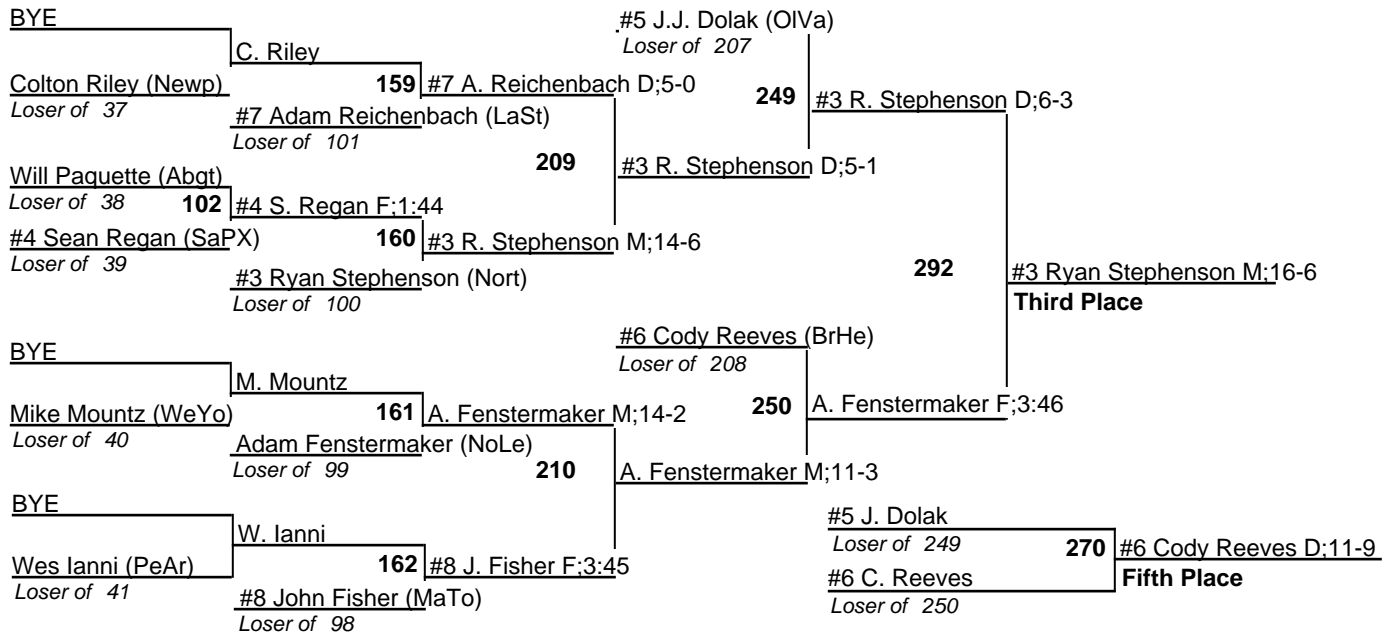 BYE
C. Riley
Colton Riley (Newp)
Loser of 37
159 #7 A. Reichenbach D;5-0
#7 Adam Reichenbach (LaSt)
Loser of 101
Will Paquette (Abgt)
Loser of 38
102 #4 S. Regan F;1:44
#4 Sean Regan (SaPX)
Loser of 39
160 #3 R. Stephenson M;14-6
#3 Ryan Stephenson (Nort)
Loser of 100
209 #3 R. Stephenson D;5-1
#5 J.J. Dolak (OlVa)
Loser of 207
249 #3 R. Stephenson D;6-3
292 #3 Ryan Stephenson M;16-6
Third Place
BYE
M. Mountz
Mike Mountz (WeYo)
Loser of 40
161 A. Fenstermaker M;14-2
Adam Fenstermaker (NoLe)
Loser of 99
BYE
W. Ianni
Wes Ianni (PeAr)
Loser of 41
162 #8 J. Fisher F;3:45
#8 John Fisher (MaTo)
Loser of 98
210 A. Fenstermaker M;11-3
#6 Cody Reeves (BrHe)
Loser of 208
250 A. Fenstermaker F;3:46
#5 J. Dolak
Loser of 249
270 #6 Cody Reeves D;11-9
Fifth Place
#6 C. Reeves
Loser of 250